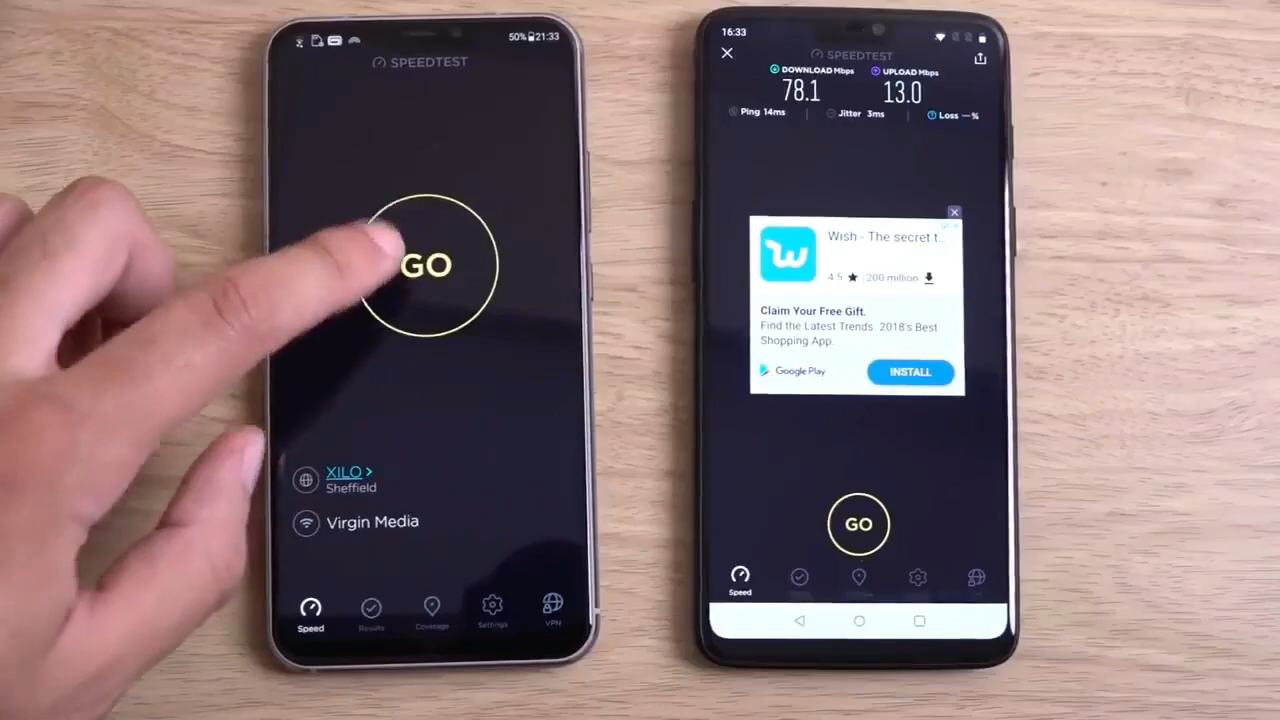 50% 21:33
SPEEDTEST
GO
XILO >
Sheffield
Virgin Media
Speed
Results
Coverage
Settings
VPN
16:33
SPEEDTEST
DOWNLOAD Mbps
UPLOAD Mbps
78.1
13.0
Ping 14ms
Jitter 3ms
Loss —%
Wish - The secret t...
4.5 ★ 200 million
Claim Your Free Gift.
Find the Latest Trends. 2018's Best
Shopping App.
Google Play
INSTALL
GO
Speed